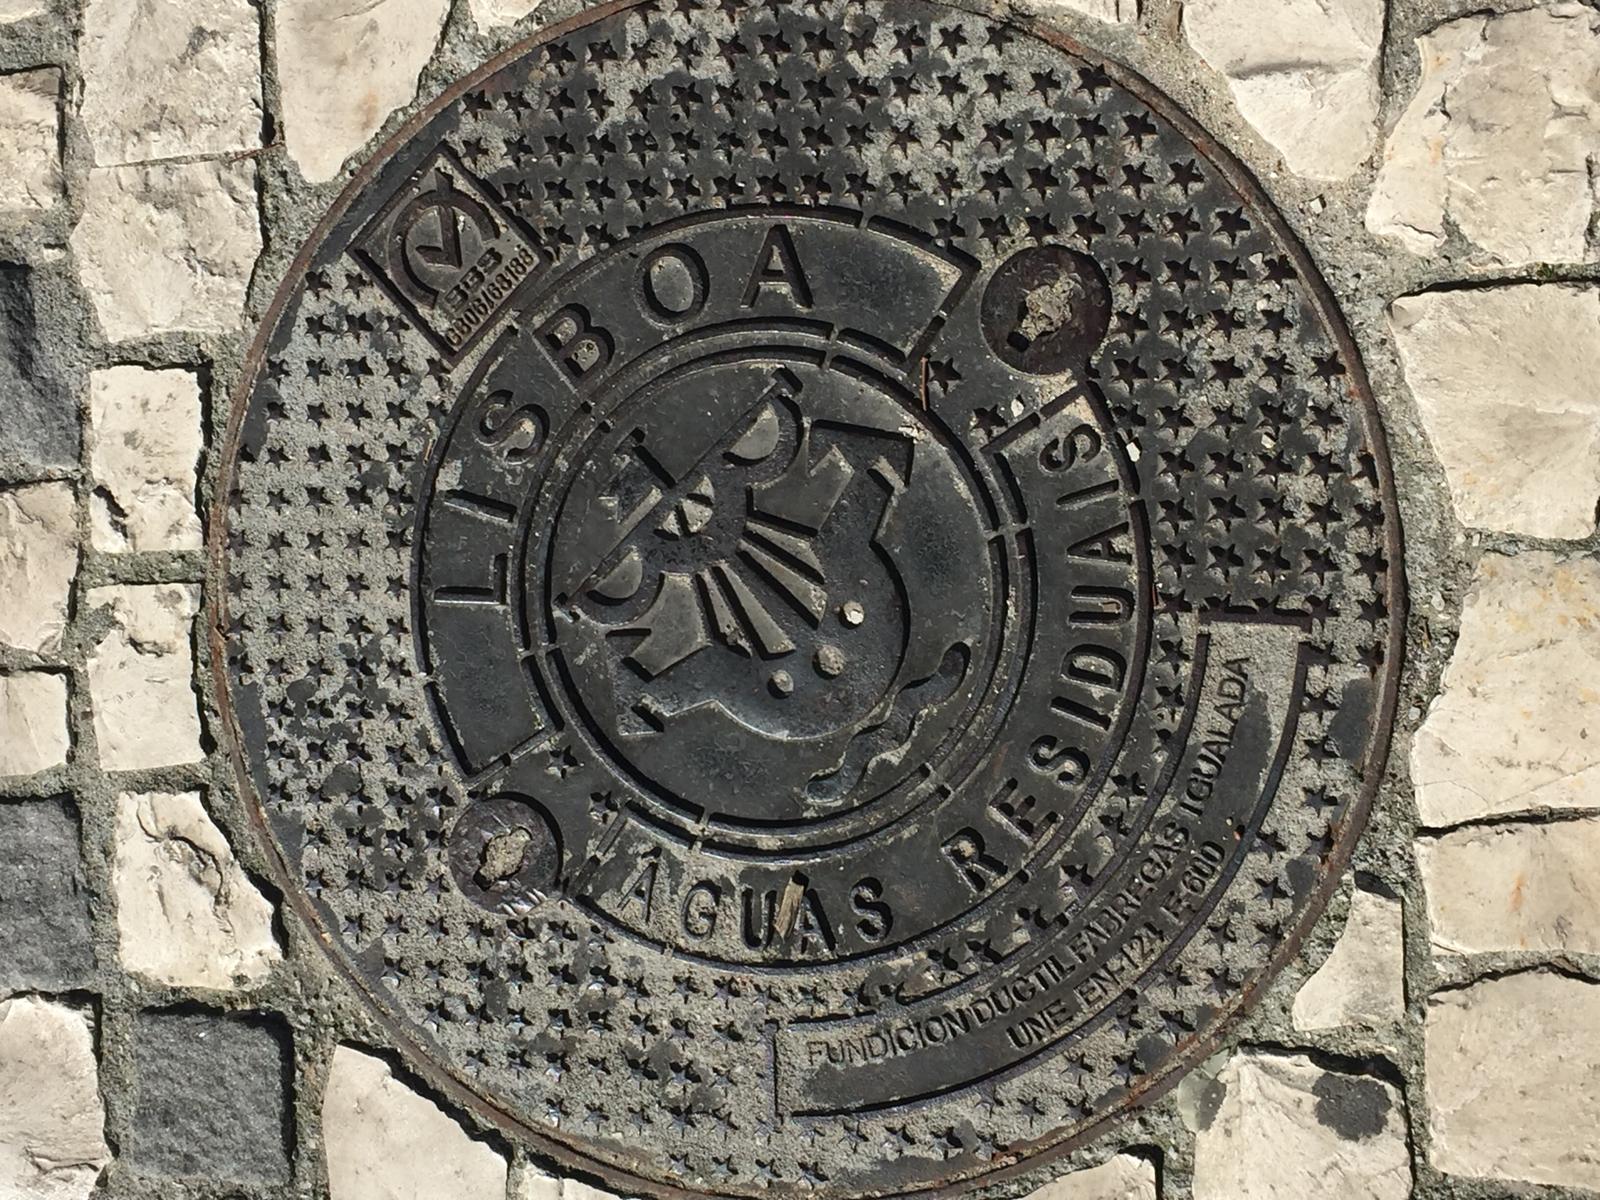 LISBOA
ÁGUAS RESIDUAIS
FUNDICION DUCTIL FABREGAS IGUALADA
UNE EN-124 F-600